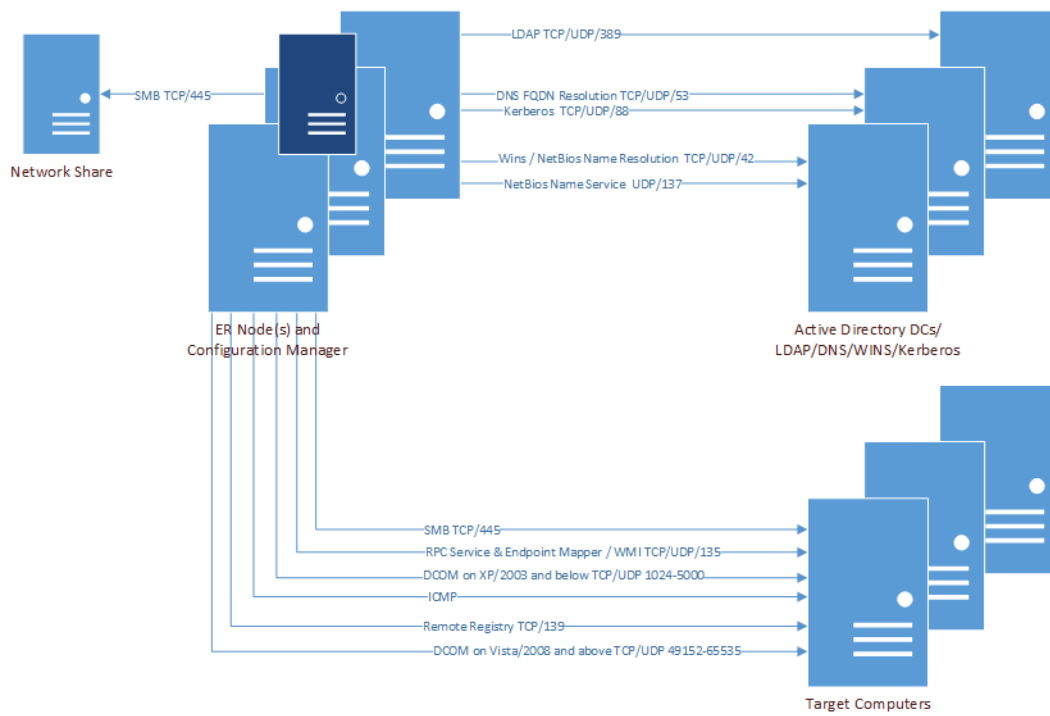 LDAP TCP/UDP/389
SMB TCP/445
DNS FQDN Resolution TCP/UDP/53
Kerberos TCP/UDP/88
Network Share
Wins / NetBios Name Resolution TCP/UDP/42
NetBios Name Service UDP/137
ER Node(s) and
Configuration Manager
Active Directory DCs/
LDAP/DNS/WINS/Kerberos
SMB TCP/445
RPC Service & Endpoint Mapper / WMI TCP/UDP/135
DCOM on XP/2003 and below TCP/UDP 1024-5000
ICMP
Remote Registry TCP/139
DCOM on Vista/2008 and above TCP/UDP 49152-65535
Target Computers